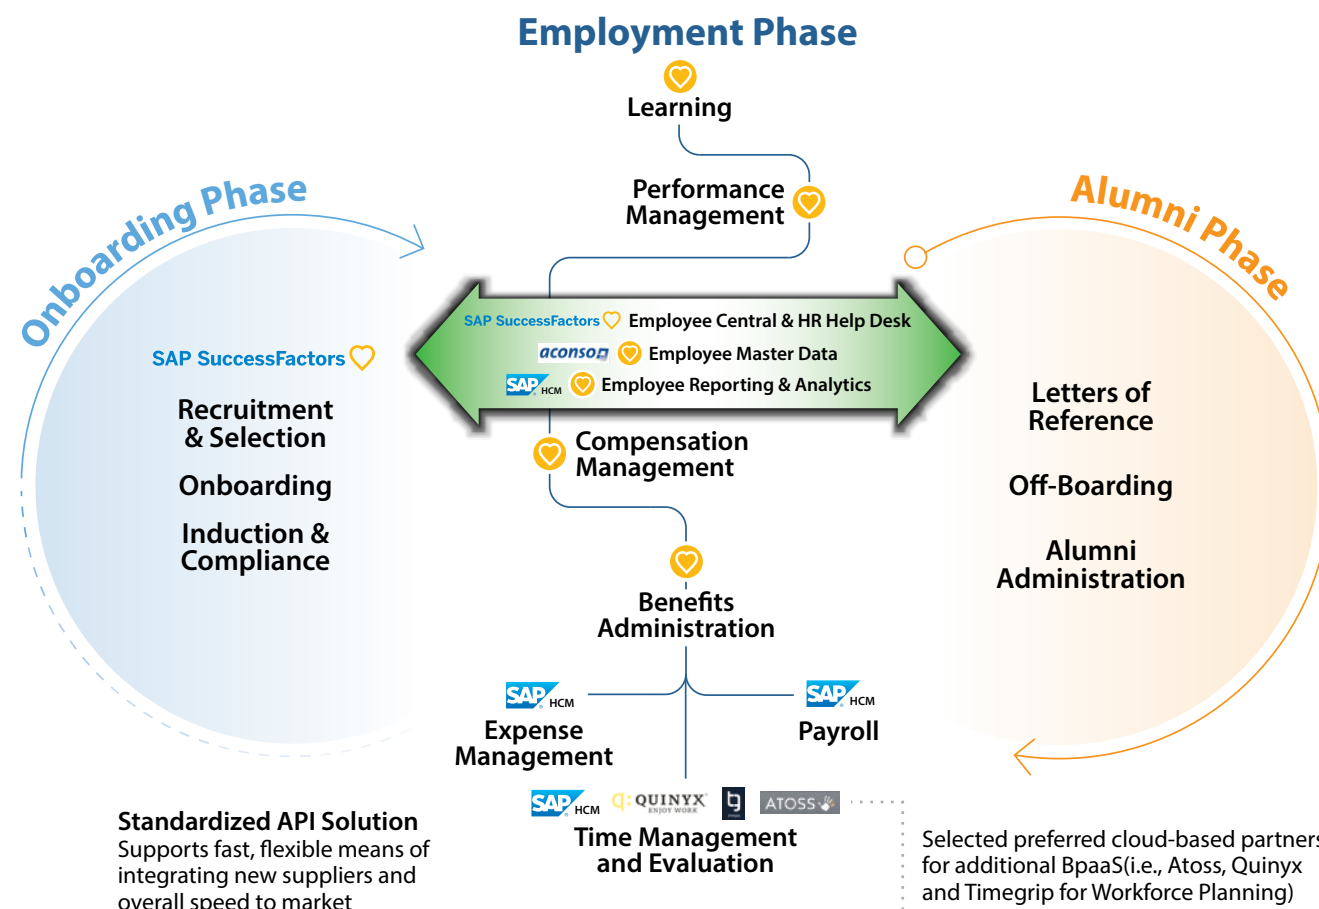 Employment Phase
Learning
Performance
Management
Onboarding Phase
Alumni Phase
SAP SuccessFactors
Recruitment
& Selection
Onboarding
Induction &
Compliance
SAP SuccessFactors Employee Central & HR Help Desk
aconso Employee Master Data
SAP HCM Employee Reporting & Analytics
Letters of
Reference
Off-Boarding
Alumni
Administration
Compensation
Management
Benefits
Administration
SAP HCM
Expense
Management
SAP HCM
Payroll
SAP HCM QUINYX ENJOY WORK ATOSS
Time Management
and Evaluation
Standardized API Solution
Supports fast, flexible means of
integrating new suppliers and
overall speed to market
Selected preferred cloud-based partners
for additional BpaaS(i.e., Atoss, Quinyx
and Timegrip for Workforce Planning)